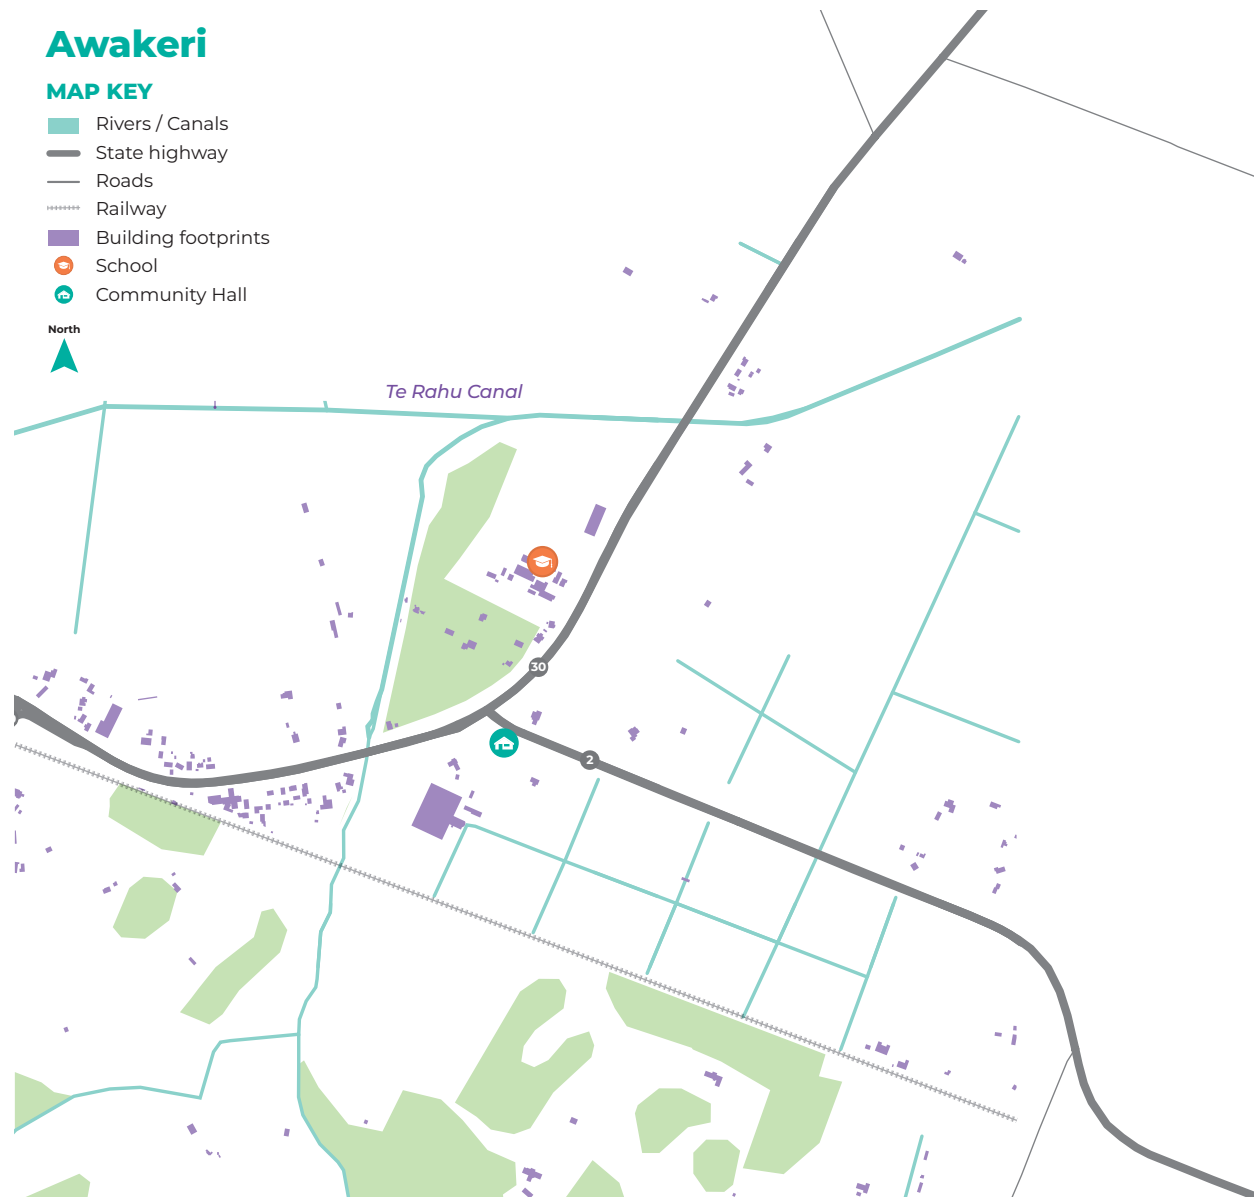 Awakeri
MAP KEY
Rivers / Canals
State highway
Roads
Railway
Building footprints
School
Community Hall
North
Te Rahu Canal
30
2